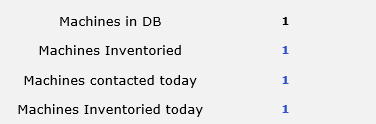 Machines in DB 1
Machines Inventoried 1
Machines contacted today 1
Machines Inventoried today 1